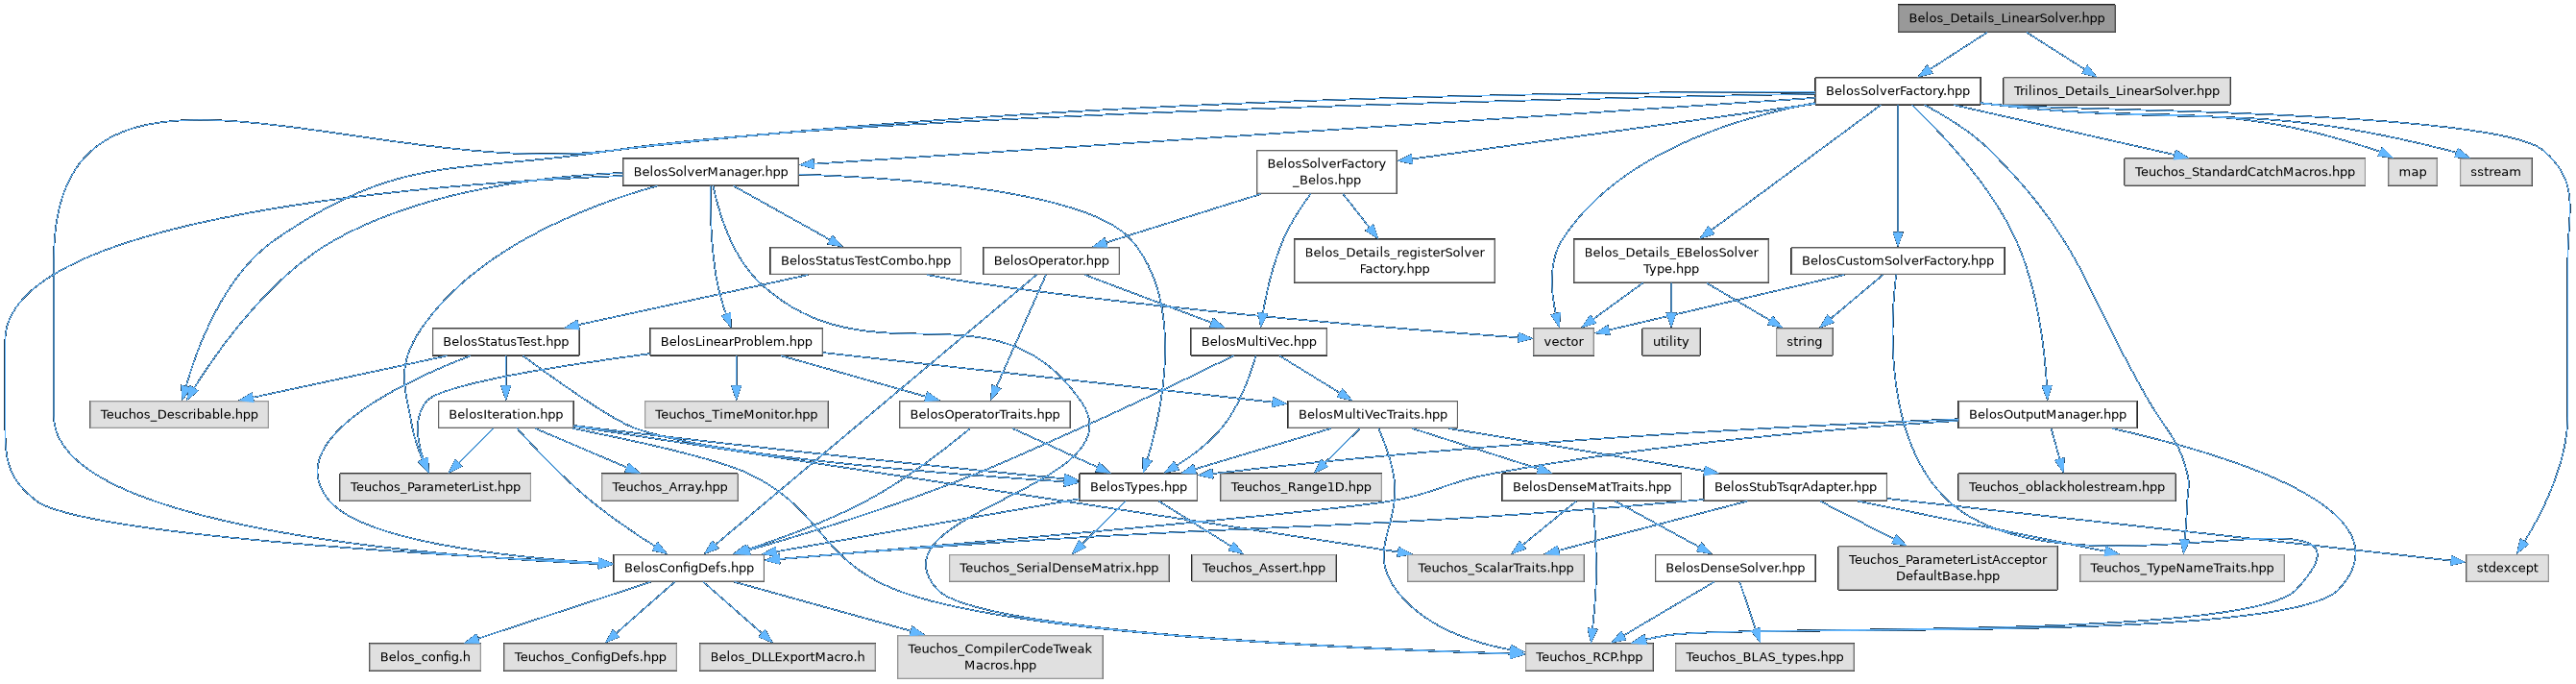 Belos_Details_LinearSolver.hpp
BelosSolverFactory.hpp
Trilinos_Details_LinearSolver.hpp
BelosSolverManager.hpp
BelosSolverFactory
_Belos.hpp
Teuchos_StandardCatchMacros.hpp
map
sstream
BelosStatusTestCombo.hpp
BelosOperator.hpp
Belos_Details_registerSolver
Factory.hpp
Belos_Details_EBelosSolver
Type.hpp
BelosCustomSolverFactory.hpp
BelosStatusTest.hpp
BelosLinearProblem.hpp
BelosMultiVec.hpp
vector
utility
string
Teuchos_Describable.hpp
BelosIteration.hpp
Teuchos_TimeMonitor.hpp
BelosOperatorTraits.hpp
BelosMultiVecTraits.hpp
BelosOutputManager.hpp
Teuchos_ParameterList.hpp
Teuchos_Array.hpp
BelosTypes.hpp
Teuchos_Range1D.hpp
BelosDenseMatTraits.hpp
BelosStubTsqrAdapter.hpp
Teuchos_oblackholestream.hpp
BelosConfigDefs.hpp
Teuchos_SerialDenseMatrix.hpp
Teuchos_Assert.hpp
Teuchos_ScalarTraits.hpp
BelosDenseSolver.hpp
Teuchos_ParameterListAcceptor
DefaultBase.hpp
Teuchos_TypeNameTraits.hpp
stdexcept
Belos_config.h
Teuchos_ConfigDefs.hpp
Belos_DLLExportMacro.h
Teuchos_CompilerCodeTweak
Macros.hpp
Teuchos_RCP.hpp
Teuchos_BLAS_types.hpp